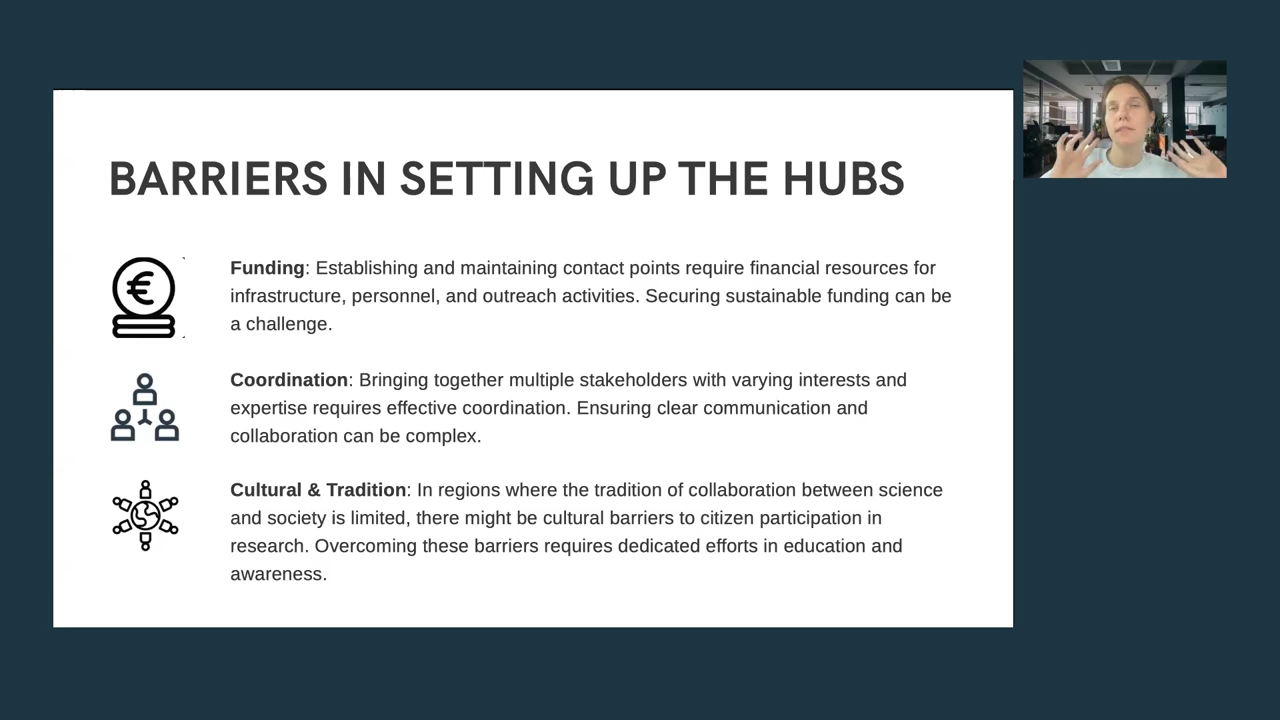 BARRIERS IN SETTING UP THE HUBS
Funding: Establishing and maintaining contact points require financial resources for
infrastructure, personnel, and outreach activities. Securing sustainable funding can be
a challenge.
Coordination: Bringing together multiple stakeholders with varying interests and
expertise requires effective coordination. Ensuring clear communication and
collaboration can be complex.
Cultural & Tradition: In regions where the tradition of collaboration between science
and society is limited, there might be cultural barriers to citizen participation in
research. Overcoming these barriers requires dedicated efforts in education and
awareness.